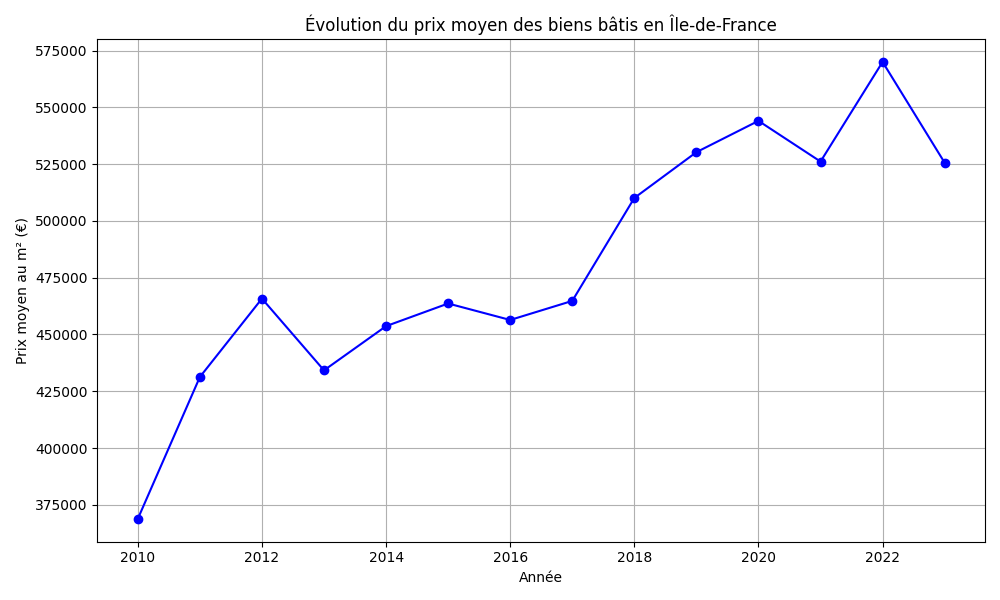 Évolution du prix moyen des biens bâtis en Île-de-France
575000
550000
525000
500000
475000
450000
425000
400000
375000
Prix moyen au m² (€)
2010 2012 2014 2016 2018 2020 2022
Année